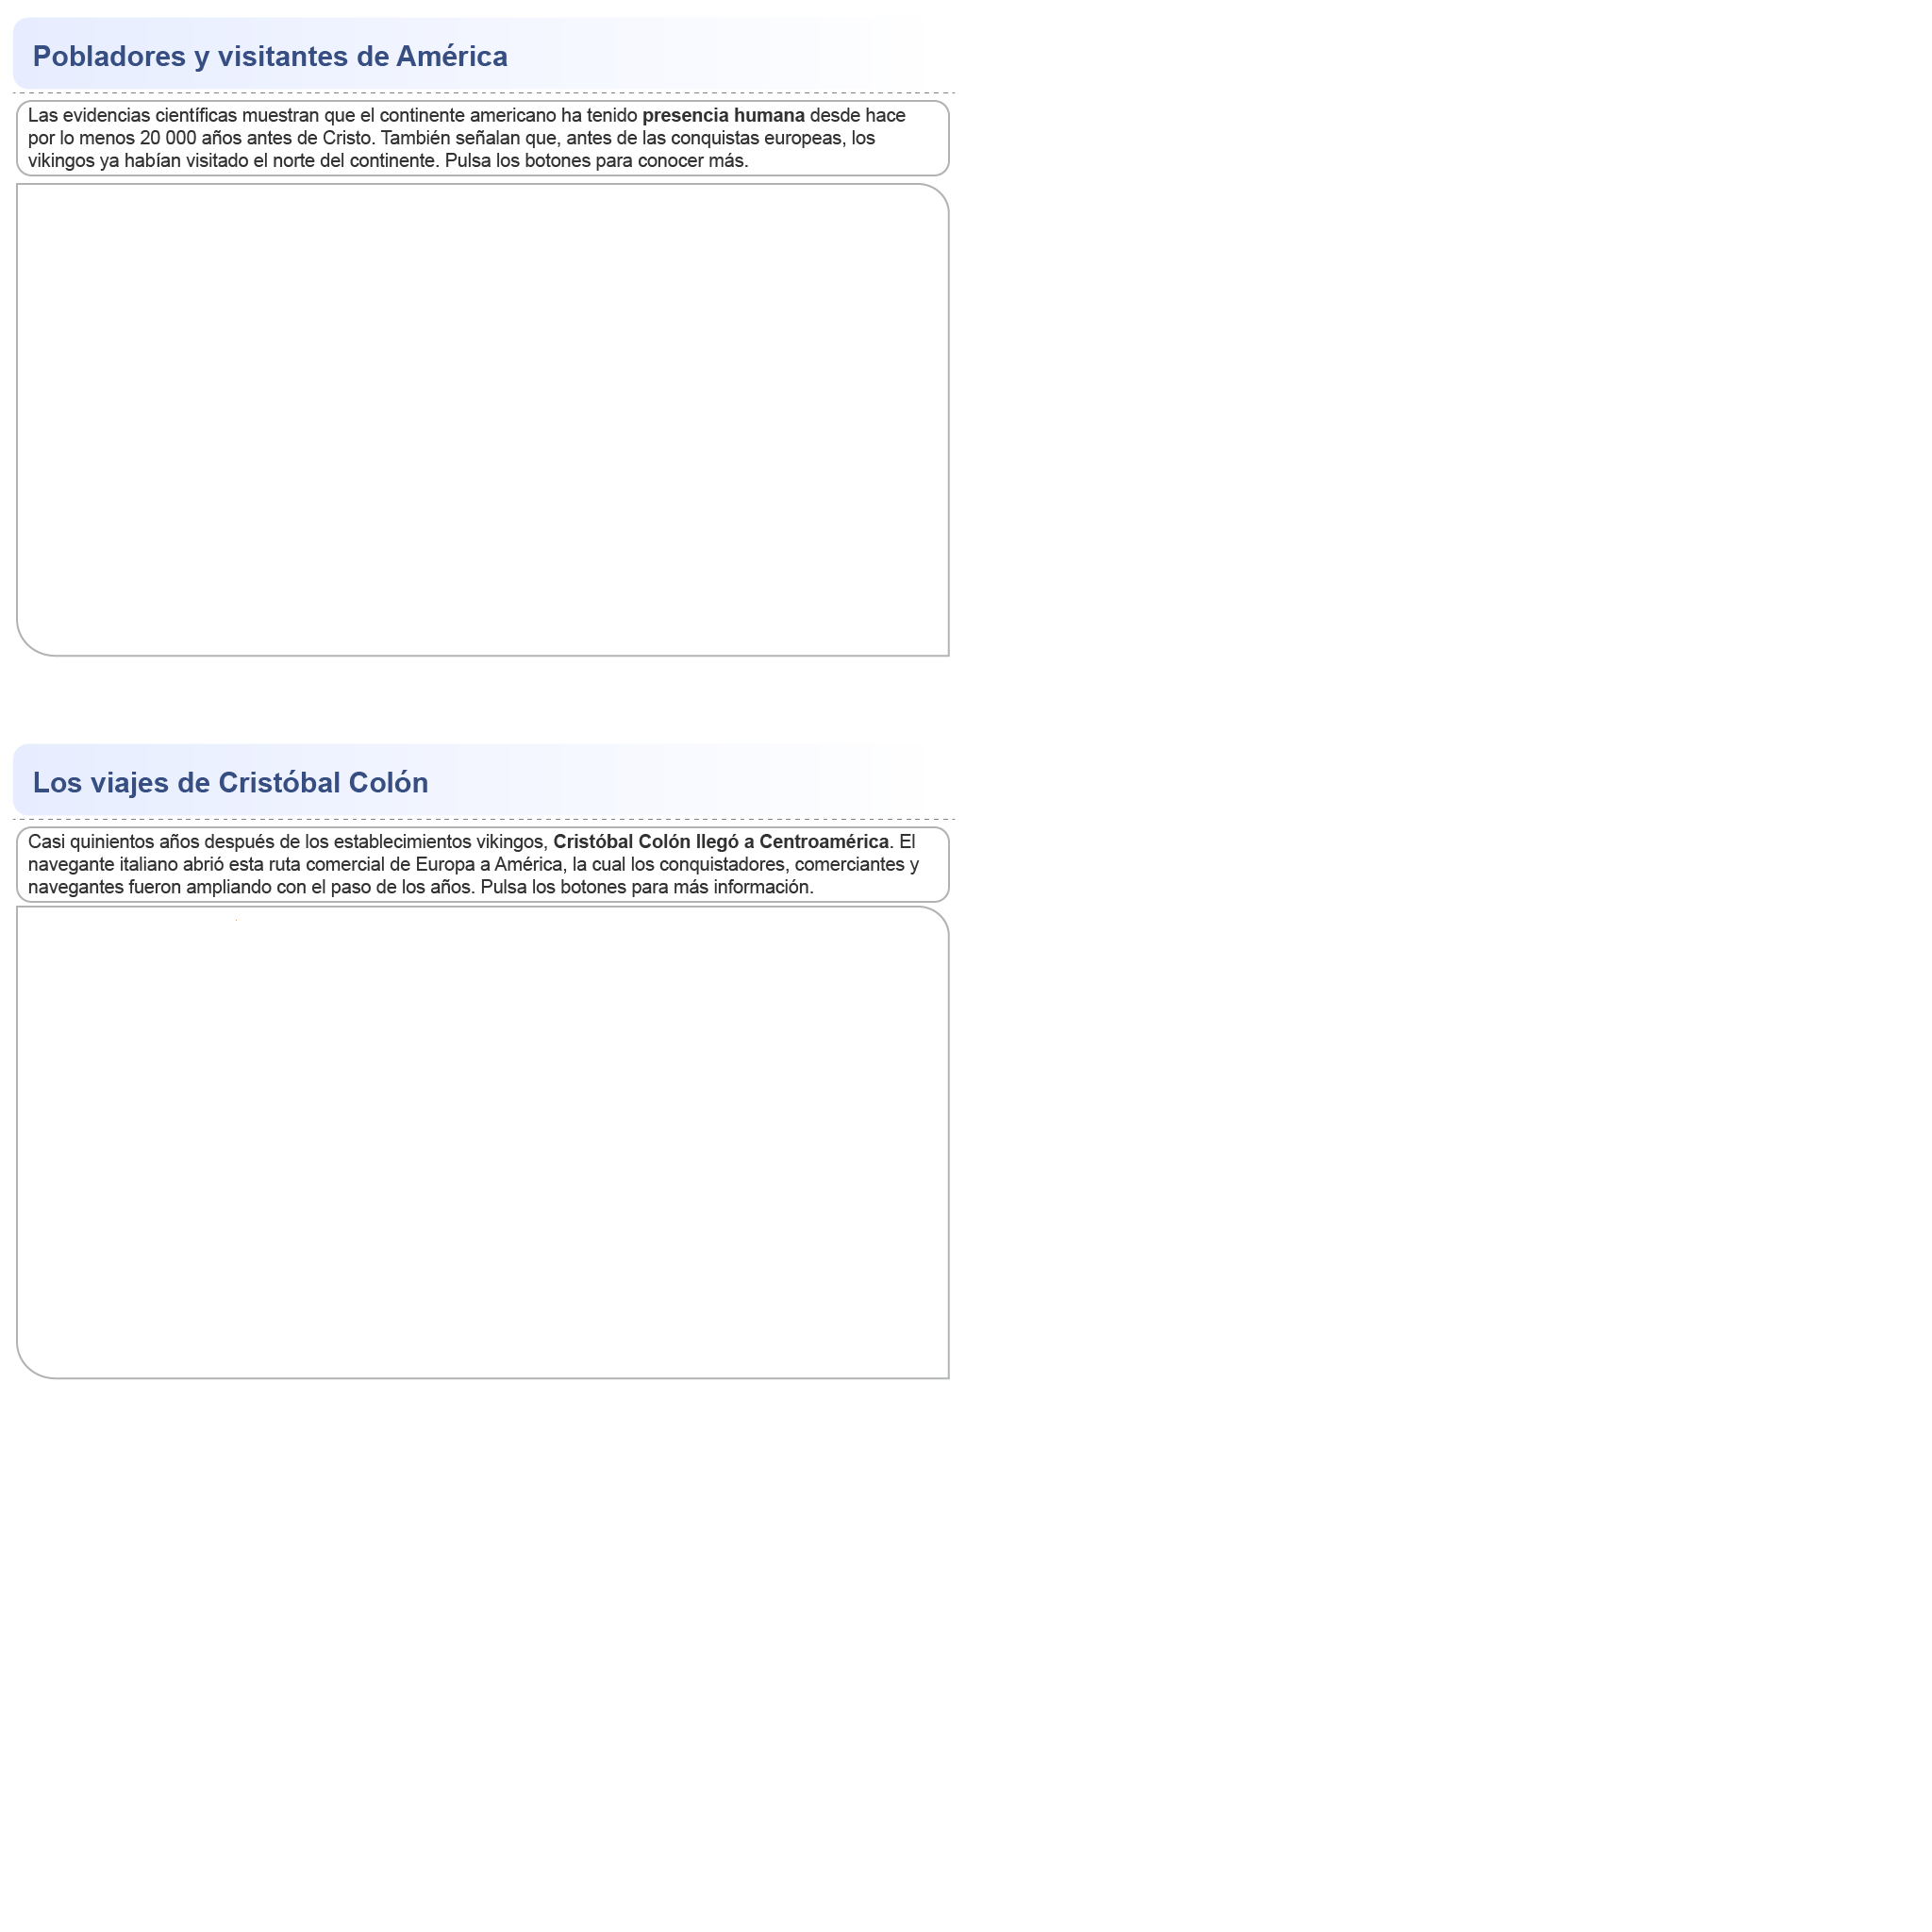 Pobladores y visitantes de América
Las evidencias científicas muestran que el continente americano ha tenido presencia humana desde hace
por lo menos 20 000 años antes de Cristo. También señalan que, antes de las conquistas europeas, los
vikingos ya habían visitado el norte del continente. Pulsa los botones para conocer más.
Los viajes de Cristóbal Colón
Casi quinientos años después de los establecimientos vikingos, Cristóbal Colón llegó a Centroamérica. El
navegante italiano abrió esta ruta comercial de Europa a América, la cual los conquistadores, comerciantes y
navegantes fueron ampliando con el paso de los años. Pulsa los botones para más información.